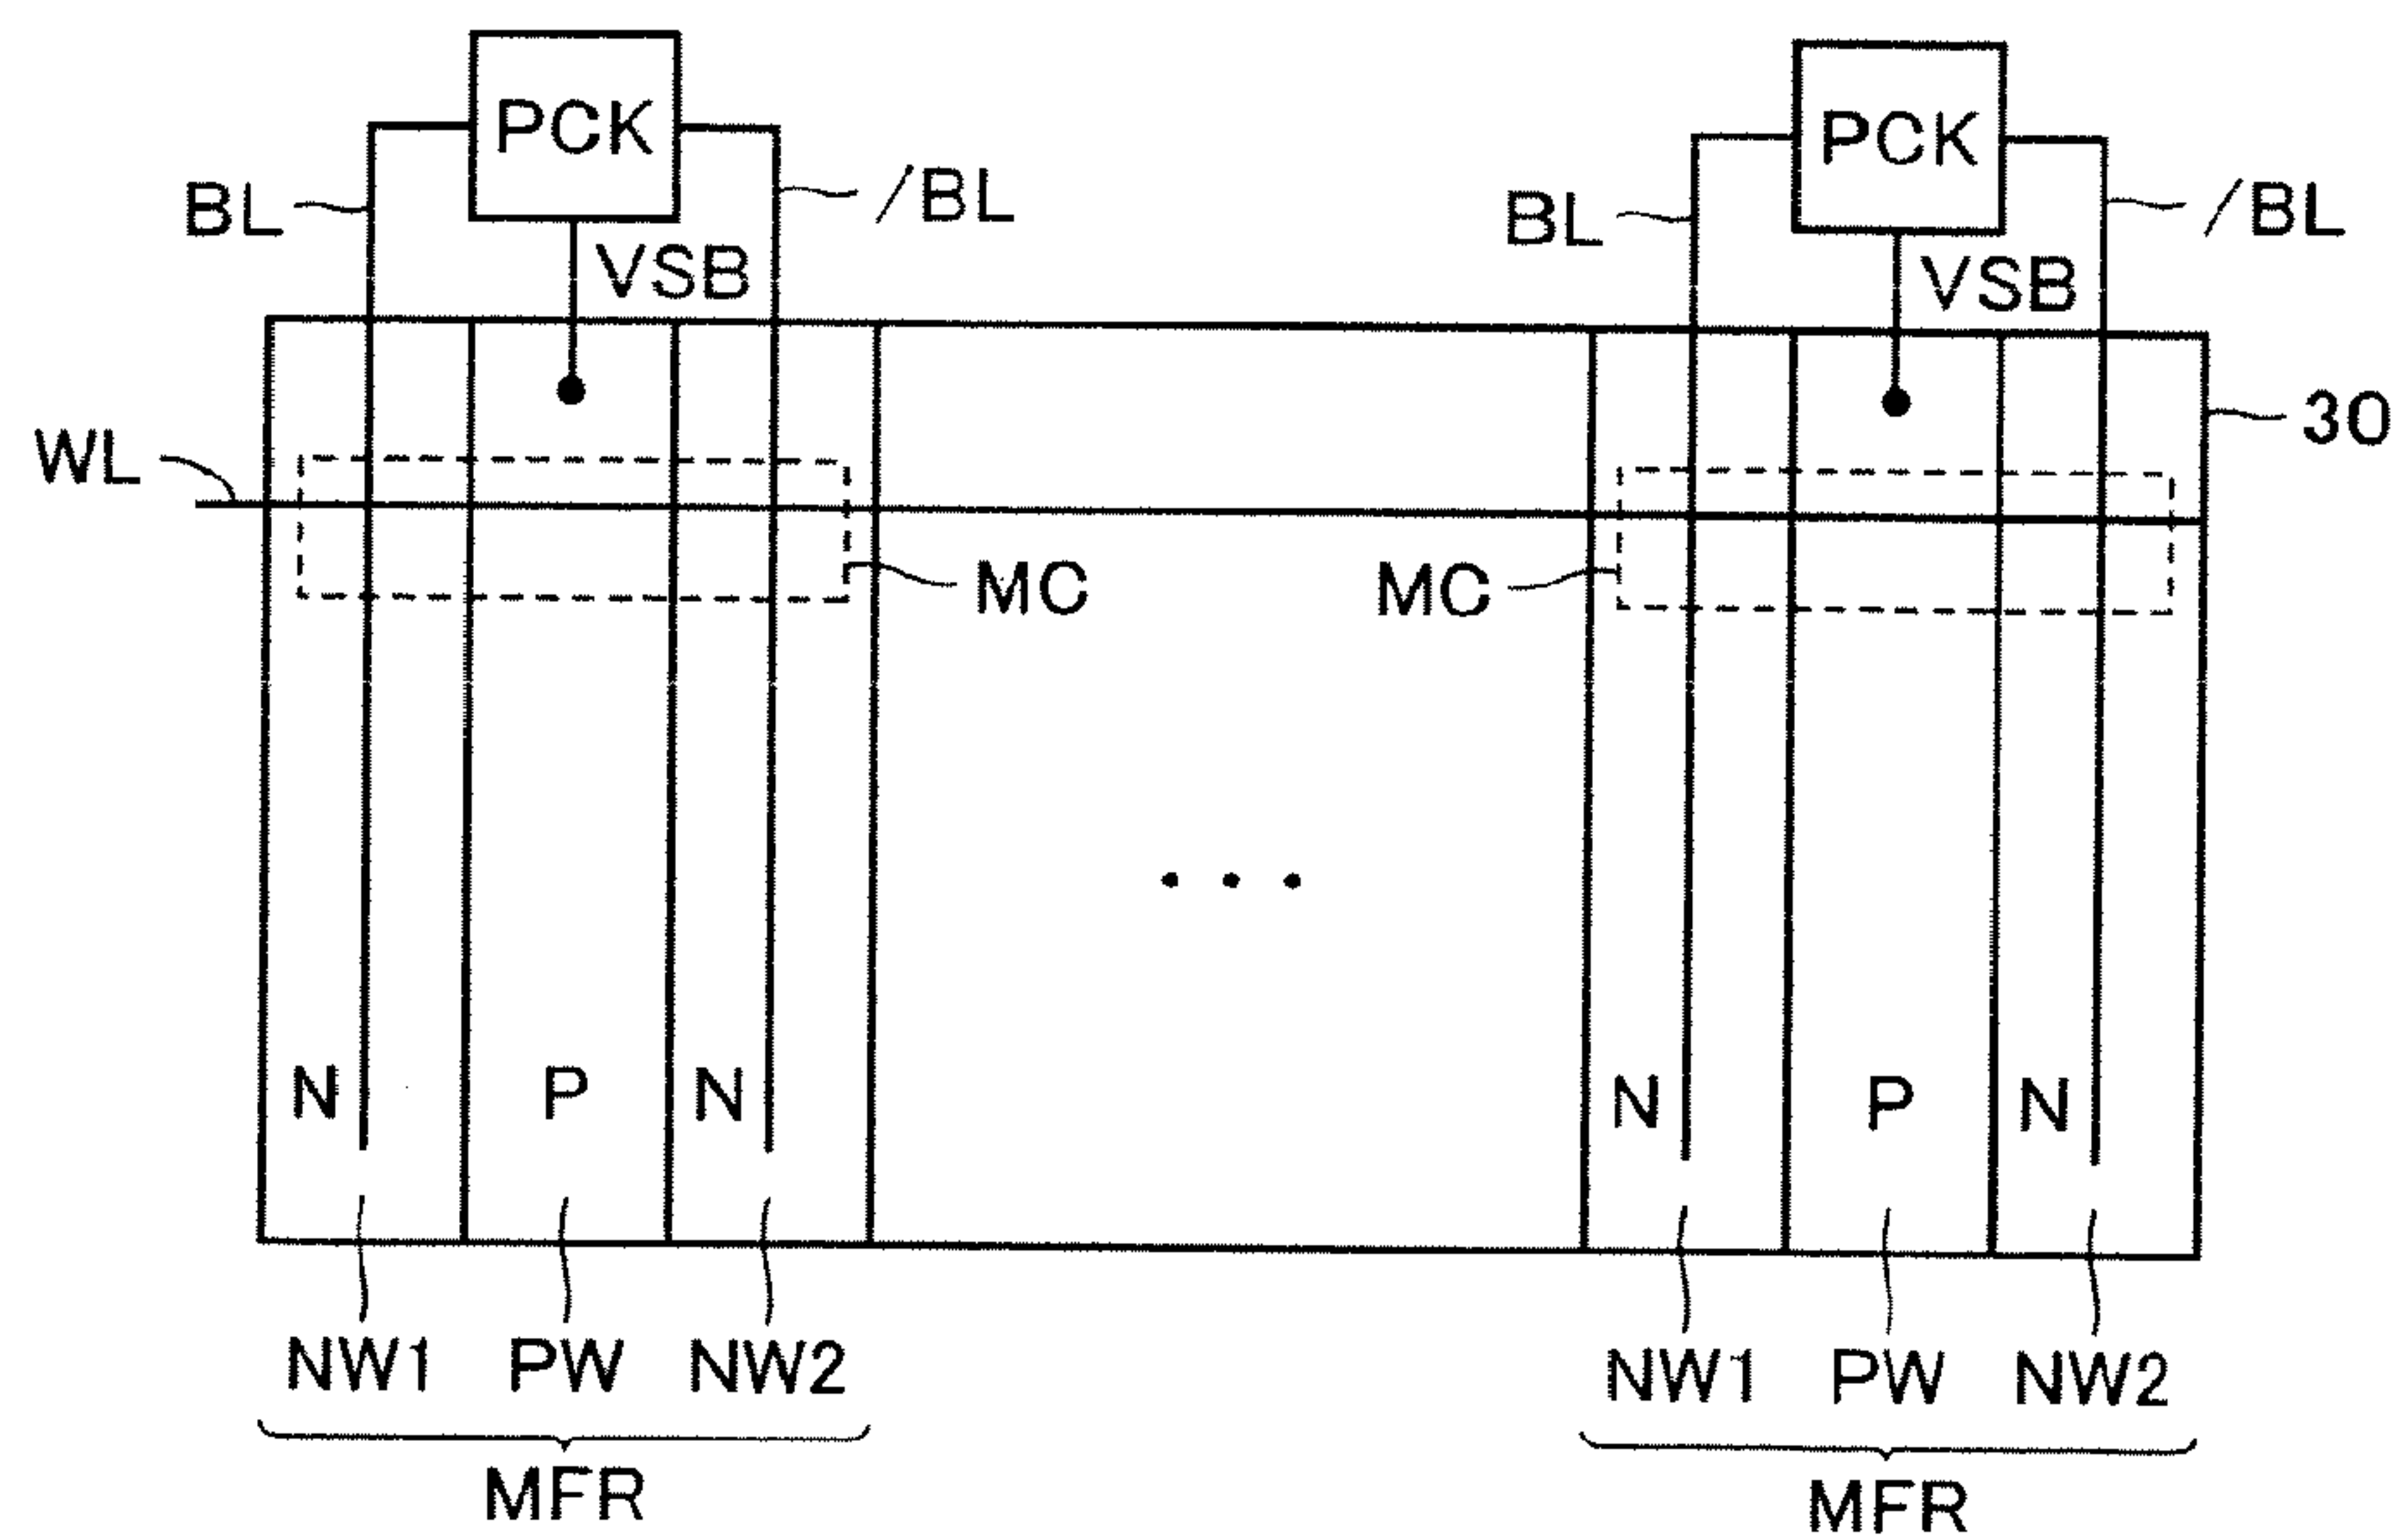 PCK PCK
BL /BL BL /BL
VSB VSB
30
WL
MC MC
N P N N P N
NW1 PW NW2 NW1 PW NW2
MFR MFR